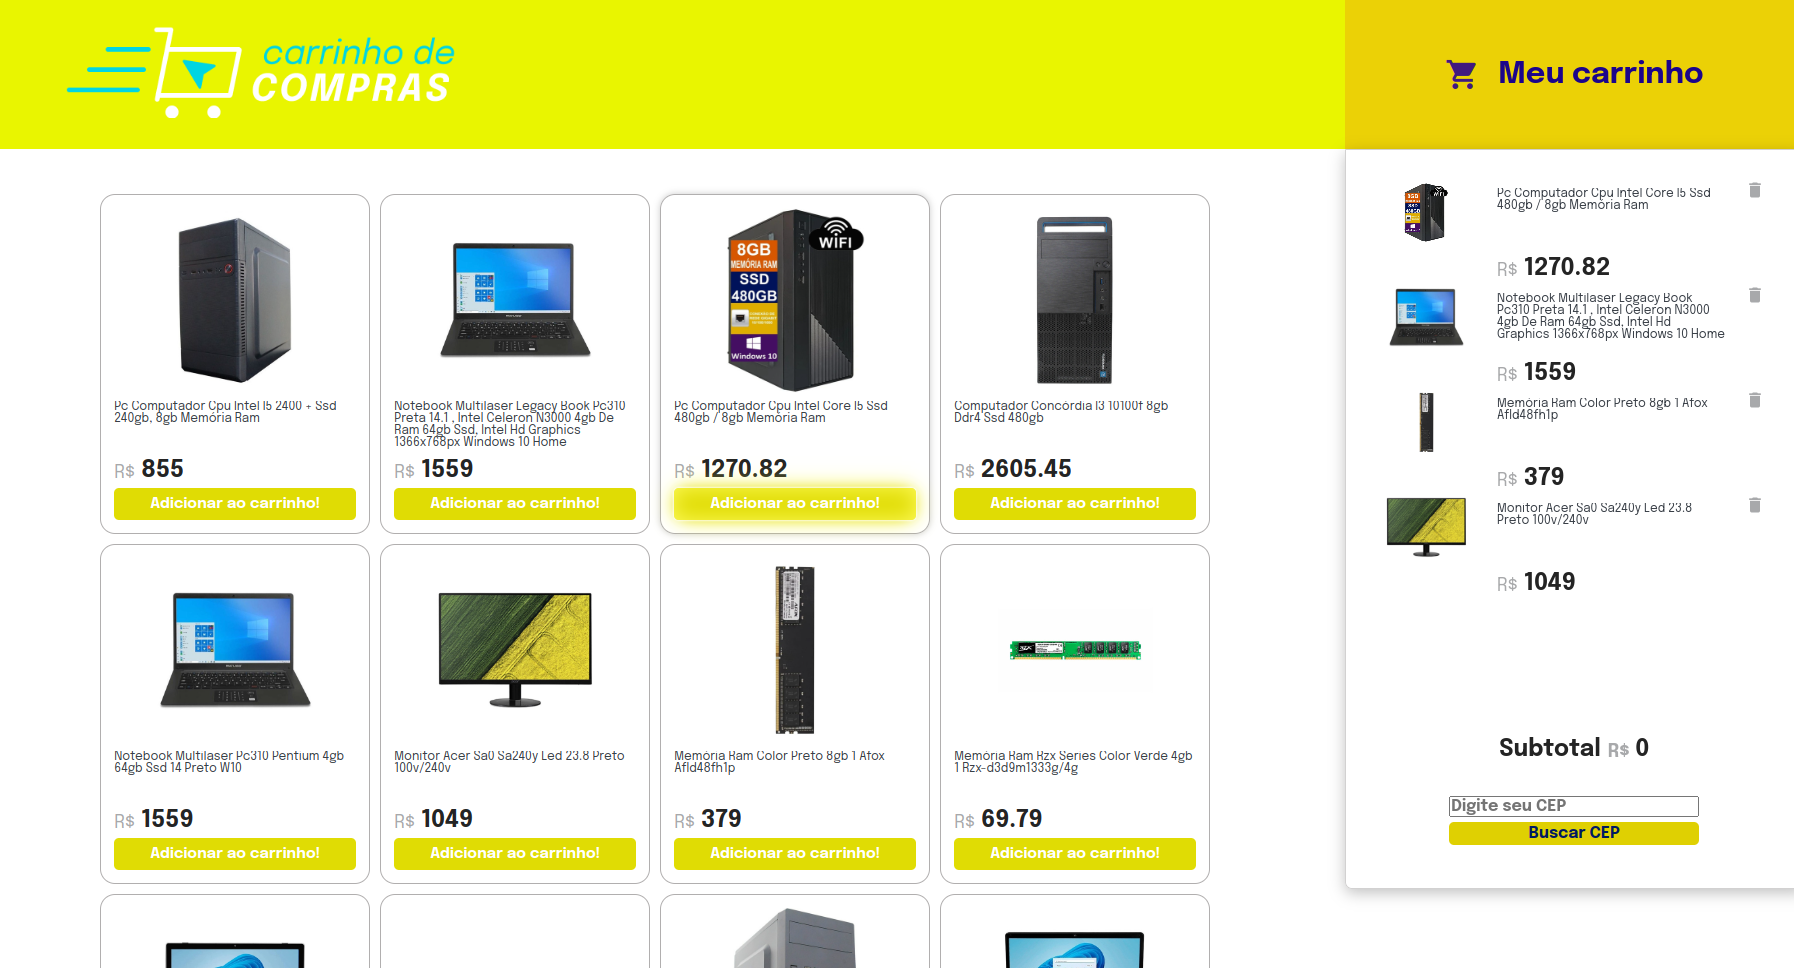 carrinho de
COMPRAS
Meu carrinho
8GB
MEMÓRIA RAM
SSD
480GB
Windows 10
WIFI
Pc Computador Cpu Intel I5 2400 + Ssd
240gb, 8gb Memória Ram
R$ 855
Adicionar ao carrinho!
Notebook Multilaser Legacy Book Pc310
Preta 14.1 , Intel Celeron N3000 4gb De
Ram 64gb Ssd, Intel Hd Graphics
1366x768px Windows 10 Home
R$ 1559
Adicionar ao carrinho!
Pc Computador Cpu Intel Core I5 Ssd
480gb / 8gb Memória Ram
R$ 1270.82
Adicionar ao carrinho!
Computador Concórdia I3 10100f 8gb
Ddr4 Ssd 480gb
R$ 2605.45
Adicionar ao carrinho!
Notebook Multilaser Pc310 Pentium 4gb
64gb Ssd 14 Preto W10
R$ 1559
Adicionar ao carrinho!
Monitor Acer Sa0 Sa240y Led 23.8 Preto
100v/240v
R$ 1049
Adicionar ao carrinho!
Memória Ram Color Preto 8gb 1 Afox
Afld48fh1p
R$ 379
Adicionar ao carrinho!
Memória Ram Rzx Series Color Verde 4gb
1 Rzx-d3d9m1333g/4g
R$ 69.79
Adicionar ao carrinho!
Pc Computador Cpu Intel Core I5 Ssd
480gb / 8gb Memória Ram
R$ 1270.82
Notebook Multilaser Legacy Book
Pc310 Preta 14.1 , Intel Celeron N3000
4gb De Ram 64gb Ssd, Intel Hd
Graphics 1366x768px Windows 10 Home
R$ 1559
Memória Ram Color Preto 8gb 1 Afox
Afld48fh1p
R$ 379
Monitor Acer Sa0 Sa240y Led 23.8
Preto 100v/240v
R$ 1049
Subtotal R$ 0
Digite seu CEP
Buscar CEP